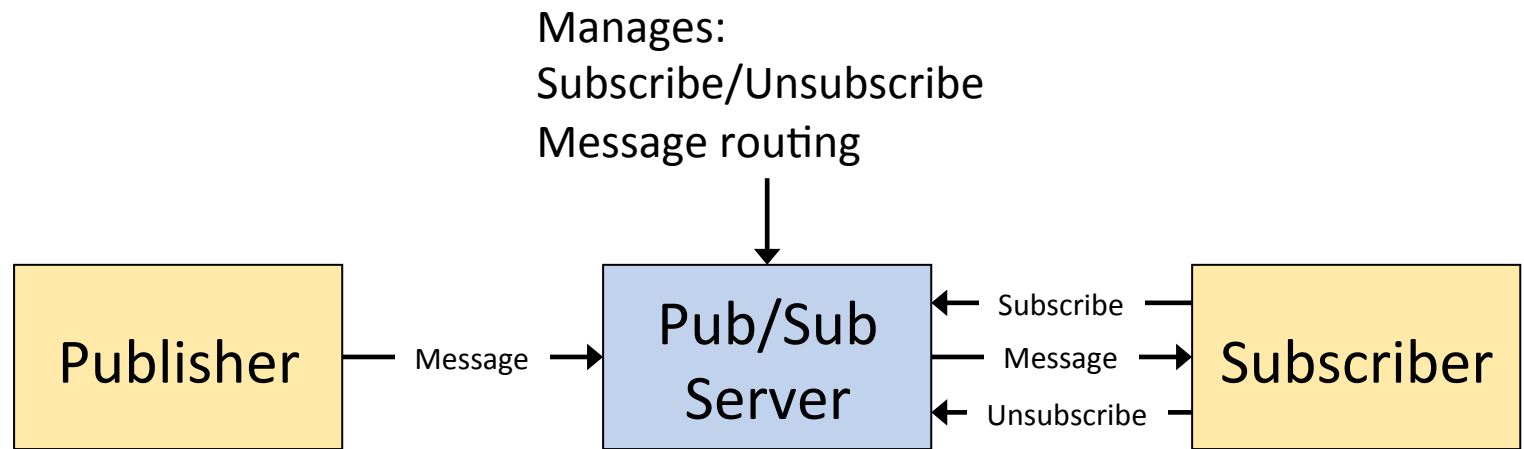 Manages:
Subscribe/Unsubscribe
Message routing
Publisher
Message
Pub/Sub
Server
Subscribe
Message
Unsubscribe
Subscriber